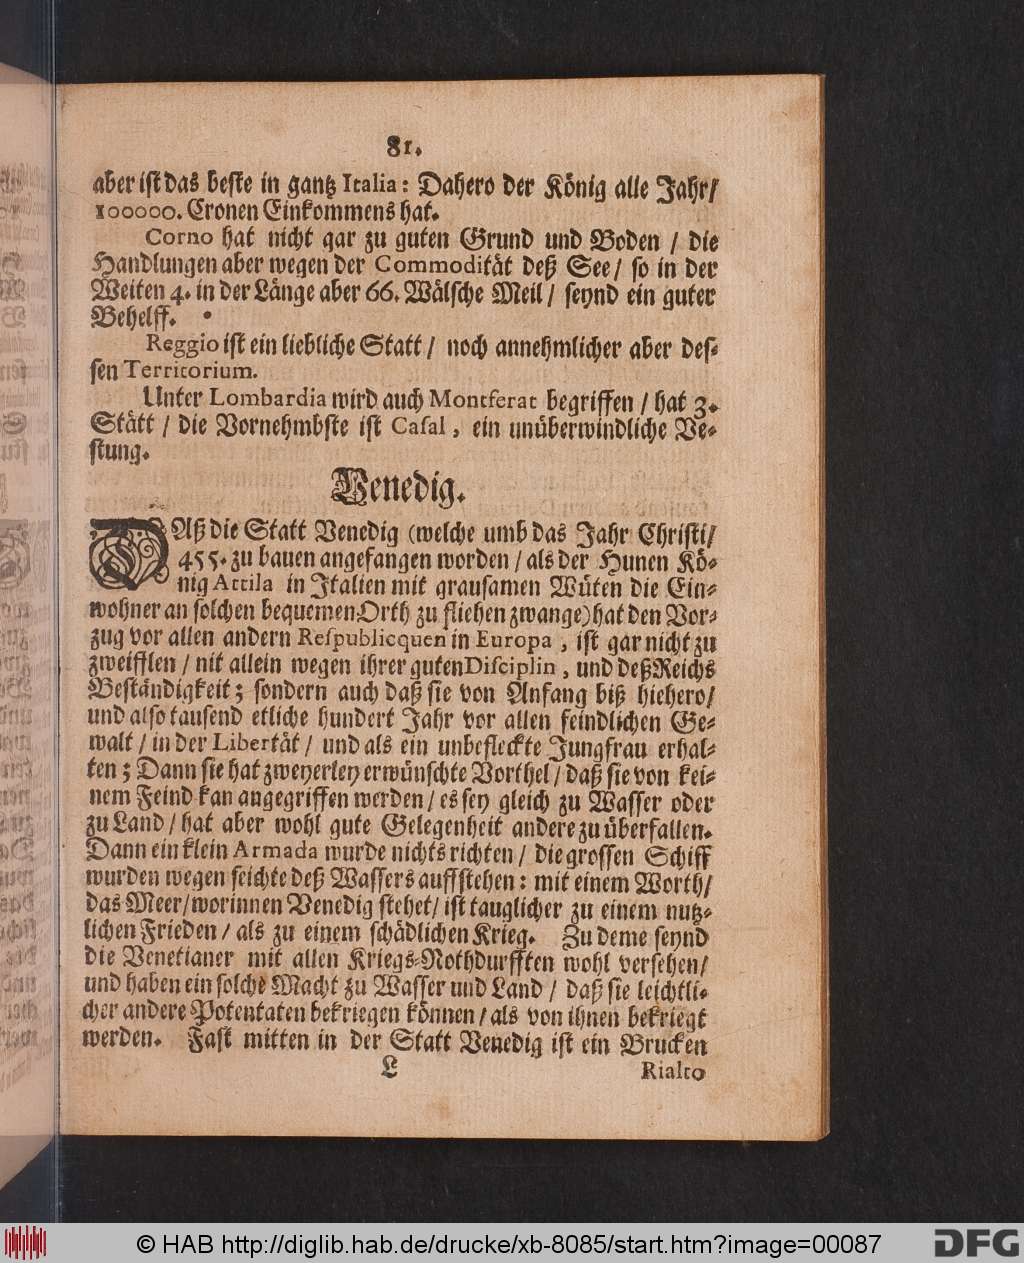 81.
aber ist das beste in gantz Italia: Dahero der König alle Jahr/
100000. Cronen Einkommens hat.
Corno hat nicht gar zu guten Grund und Boden / die
Handlungen aber wegen der Commodität deß See/ so in der
Weiten 4. in der Länge aber 66. Wälsche Meil / seynd ein guter
Behelff.
Reggio ist ein liebliche Statt / noch annehmlicher aber des-
sen Territorium.
Unter Lombardia wird auch Montferat begriffen / hat 3.
Stätt / die Vornehmbste ist Casal, ein unüberwindliche Ve-
stung.
Venedig.
DAß die Statt Venedig (welche umb das Jahr Christi/
455. zu bauen angefangen worden / als der Hunen Kö-
nig Attila in Italien mit grausamen Wüten die Ein-
wohner an solchen bequemen Orth zu fliehen zwange) hat den Vor-
zug vor allen andern Respublicquen in Europa, ist gar nicht zu
zweifflen / nit allein wegen ihrer guten Disciplin, und deß Reichs
Beständigkeit; sondern auch daß sie von Anfang biß hiehero/
und also tausend etliche hundert Jahr vor allen feindlichen Ge-
walt / in der Libertät / und als ein unbefleckte Jungfrau erhal-
ten; Dann sie hat zweyerley erwünschte Vorthel / daß sie von kei-
nem Feind kan angegriffen werden / es sey gleich zu Wasser oder
zu Land / hat aber wohl gute Gelegenheit andere zu überfallen.
Dann ein klein Armada wurde nichts richten / die grossen Schiff
wurden wegen seichte deß Wassers auffstehen: mit einem Worth/
das Meer/ worinnen Venedig stehet/ ist tauglicher zu einem nutz-
lichen Frieden / als zu einem schädlichen Krieg. Zu deme seynd
die Venetianer mit allen Kriegs-Nothdurfften wohl versehen/
und haben ein solche Macht zu Wasser und Land / daß sie leichtli-
cher andere Potentaten bekriegen können / als von ihnen bekriegt
werden. Fast mitten in der Statt Venedig ist ein Brucken
L
Rialto
© HAB http://diglib.hab.de/drucke/xb-8085/start.htm?image=00087
DFG